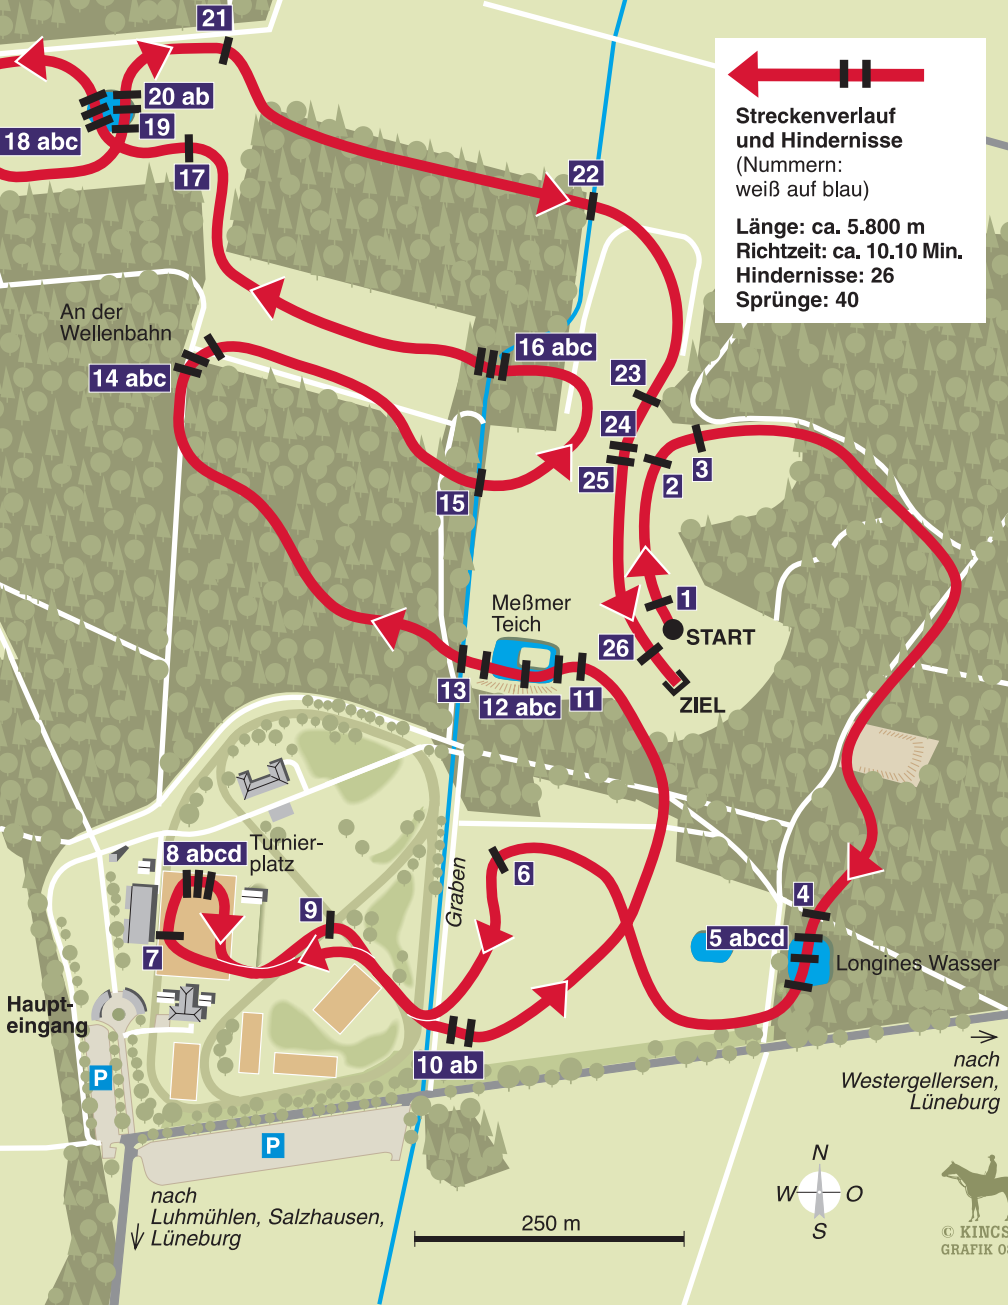 21
20 ab
19
18 abc
17
22
Streckenverlauf
und Hindernisse
(Nummern:
weiß auf blau)
Länge: ca. 5.800 m
Richtzeit: ca. 10.10 Min.
Hindernisse: 26
Sprünge: 40
An der
Wellenbahn
14 abc
16 abc
23
24
25
2
3
15
Meßmer
Teich
1
START
26
ZIEL
13
12 abc
11
8 abcd
Turnier-
platz
6
Graben
9
7
4
5 abcd
Longines Wasser
Haupt-
eingang
P
10 ab
nach
Westergellersen,
Lüneburg
P
nach
Luhmühlen, Salzhausen,
Lüneburg
250 m
N
W
O
S
© KINCS
GRAFIK